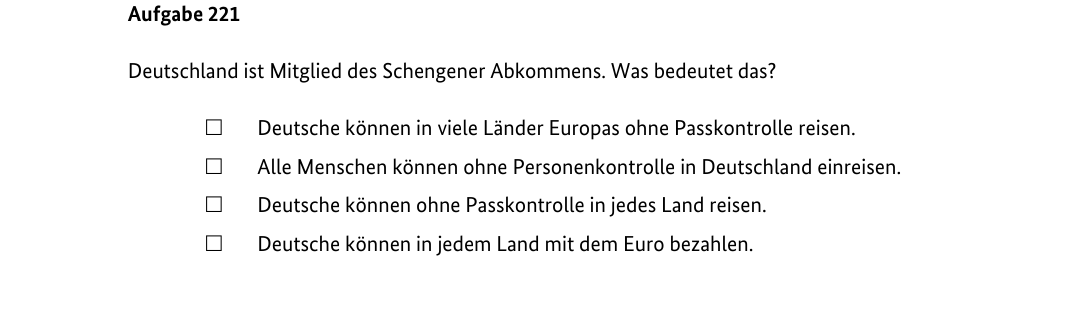 Aufgabe 221
Deutschland ist Mitglied des Schengener Abkommens. Was bedeutet das?
☐ Deutsche können in viele Länder Europas ohne Passkontrolle reisen.
☐ Alle Menschen können ohne Personenkontrolle in Deutschland einreisen.
☐ Deutsche können ohne Passkontrolle in jedes Land reisen.
☐ Deutsche können in jedem Land mit dem Euro bezahlen.